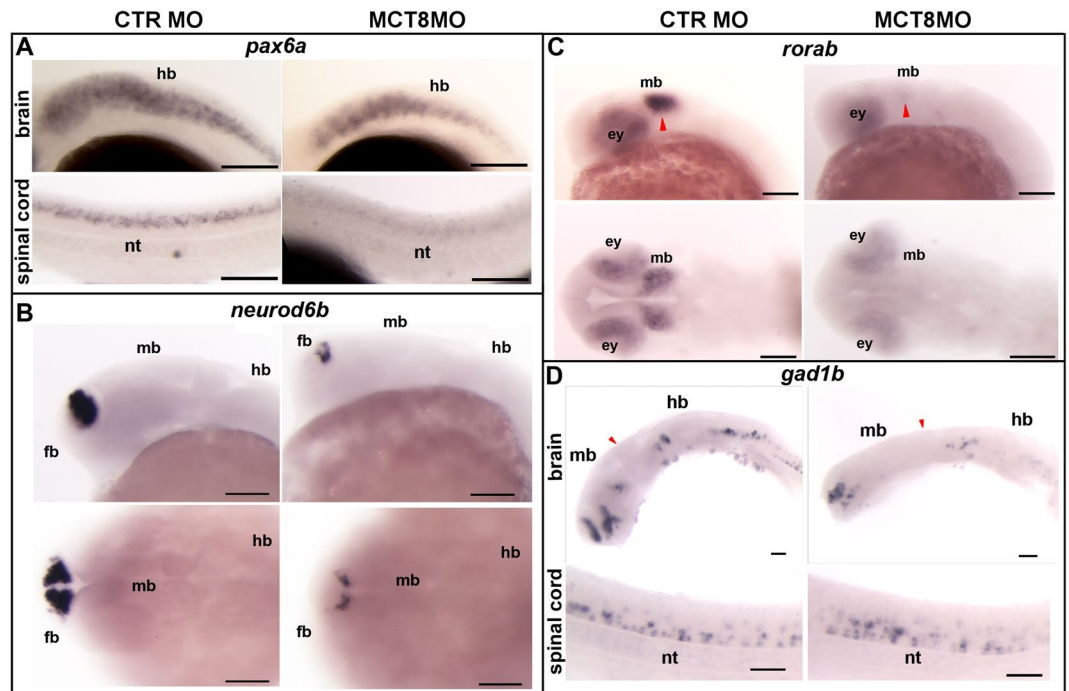 CTR MO MCT8MO CTR MO MCT8MO
A pax6a
brain hb hb
spinal cord nt nt
B neurod6b
mb hb fb
fb mb hb
mb hb fb
mb hb fb
C rorab
mb ey
mb ey
ey mb ey
ey mb ey
D gad1b
brain hb mb
mb hb
spinal cord nt nt